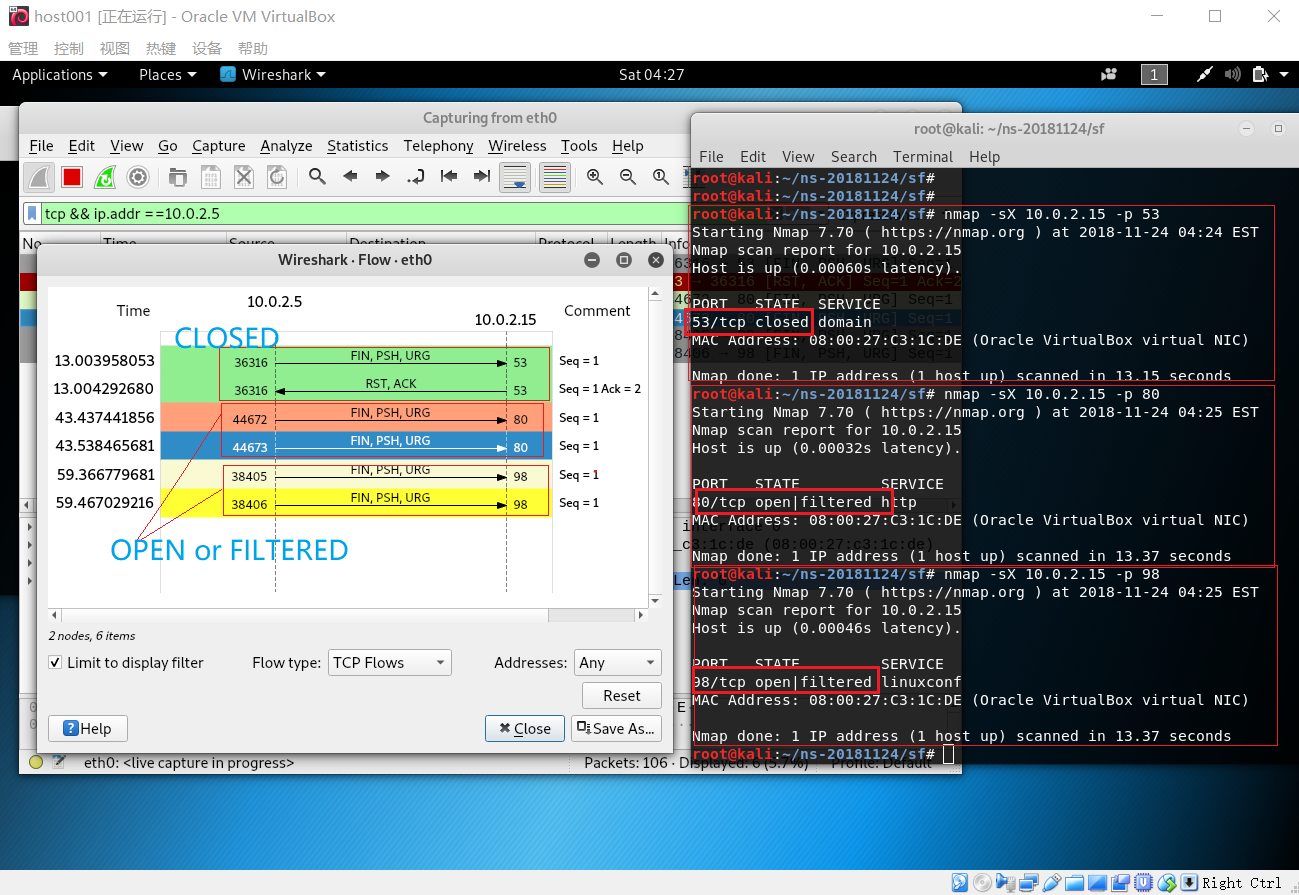 host001 [正在运行] - Oracle VM VirtualBox
管理 控制 视图 热键 设备 帮助
Applications Places Wireshark Sat 04:27 1
Capturing from eth0
File Edit View Go Capture Analyze Statistics Telephony Wireless Tools Help
tcp && ip.addr ==10.0.2.5
No. Time Source Destination Protocol Length Info
Wireshark · Flow · eth0
Time 10.0.2.5 10.0.2.15 Comment
CLOSED
13.003958053 36316 FIN, PSH, URG 53 Seq = 1
13.004292680 36316 RST, ACK 53 Seq = 1 Ack = 2
43.437441856 44672 FIN, PSH, URG 80 Seq = 1
43.538465681 44673 FIN, PSH, URG 80 Seq = 1
59.366779681 38405 FIN, PSH, URG 98 Seq = 1
59.467029216 38406 FIN, PSH, URG 98 Seq = 1
OPEN or FILTERED
2 nodes, 6 items
Limit to display filter Flow type: TCP Flows Addresses: Any
Reset
Help Close Save As...
eth0: <live capture in progress> Packets: 106 · Displayed: 6 (5.7%) Profile: Default
root@kali: ~/ns-20181124/sf
File Edit View Search Terminal Help
root@kali:~/ns-20181124/sf#
root@kali:~/ns-20181124/sf#
root@kali:~/ns-20181124/sf# nmap -sX 10.0.2.15 -p 53
Starting Nmap 7.70 ( https://nmap.org ) at 2018-11-24 04:24 EST
Nmap scan report for 10.0.2.15
Host is up (0.00060s latency).
PORT STATE SERVICE
53/tcp closed domain
MAC Address: 08:00:27:C3:1C:DE (Oracle VirtualBox virtual NIC)
Nmap done: 1 IP address (1 host up) scanned in 13.15 seconds
root@kali:~/ns-20181124/sf# nmap -sX 10.0.2.15 -p 80
Starting Nmap 7.70 ( https://nmap.org ) at 2018-11-24 04:25 EST
Nmap scan report for 10.0.2.15
Host is up (0.00032s latency).
PORT STATE SERVICE
80/tcp open|filtered http
MAC Address: 08:00:27:C3:1C:DE (Oracle VirtualBox virtual NIC)
Nmap done: 1 IP address (1 host up) scanned in 13.37 seconds
root@kali:~/ns-20181124/sf# nmap -sX 10.0.2.15 -p 98
Starting Nmap 7.70 ( https://nmap.org ) at 2018-11-24 04:25 EST
Nmap scan report for 10.0.2.15
Host is up (0.00046s latency).
PORT STATE SERVICE
98/tcp open|filtered linuxconf
MAC Address: 08:00:27:C3:1C:DE (Oracle VirtualBox virtual NIC)
Nmap done: 1 IP address (1 host up) scanned in 13.37 seconds
root@kali:~/ns-20181124/sf#
Right Ctrl